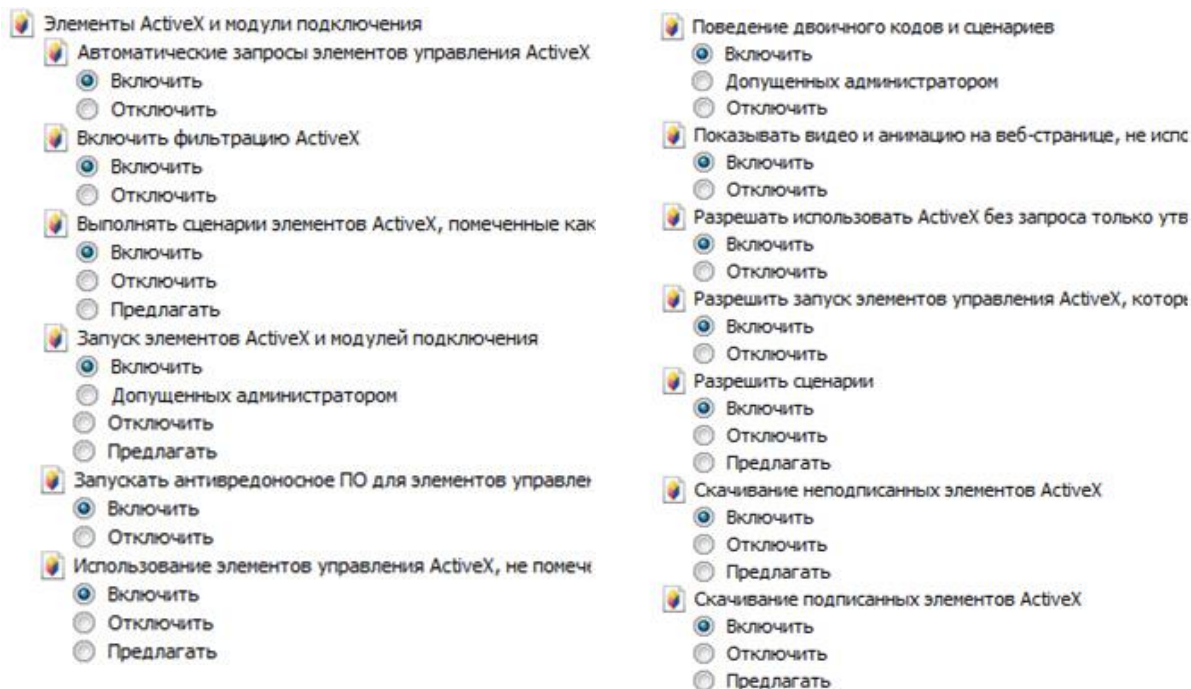 Элементы ActiveX и модули подключения
Автоматические запросы элементов управления ActiveX
Включить
Отключить
Включить фильтрацию ActiveX
Включить
Отключить
Выполнять сценарии элементов ActiveX, помеченные как
Включить
Отключить
Предлагать
Запуск элементов ActiveX и модулей подключения
Включить
Допущенных администратором
Отключить
Предлагать
Запускать антивредоносное ПО для элементов управлен
Включить
Отключить
Использование элементов управления ActiveX, не помече
Включить
Отключить
Предлагать
Поведение двоичного кодов и сценариев
Включить
Допущенных администратором
Отключить
Показывать видео и анимацию на веб-странице, не испо
Включить
Отключить
Разрешать использовать ActiveX без запроса только утв
Включить
Отключить
Разрешить запуск элементов управления ActiveX, которы
Включить
Отключить
Разрешить сценарии
Включить
Отключить
Предлагать
Скачивание неподписанных элементов ActiveX
Включить
Отключить
Предлагать
Скачивание подписанных элементов ActiveX
Включить
Отключить
Предлагать